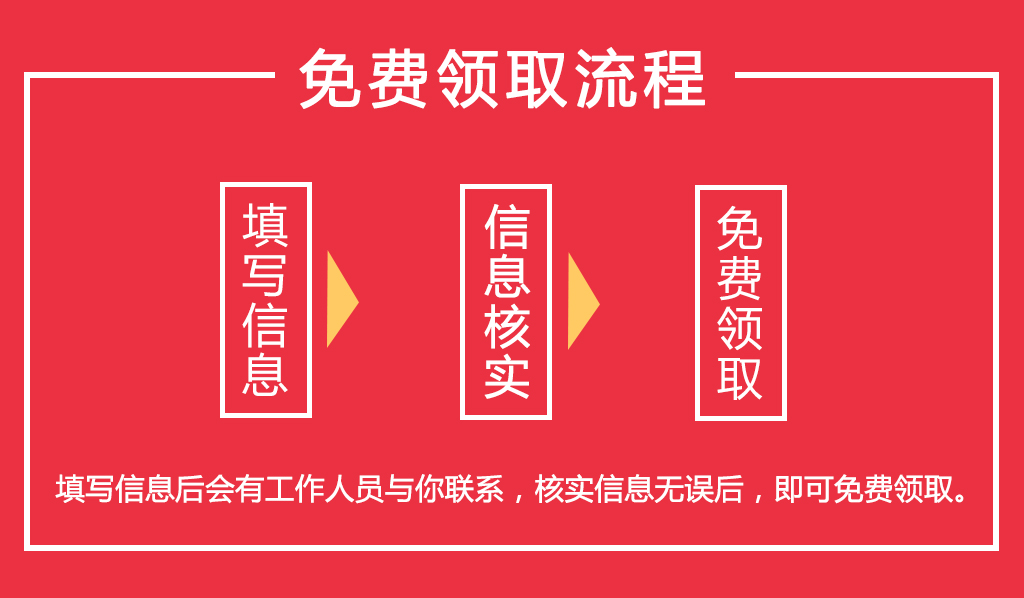 免费领取流程
填写信息
信息核实
免费领取
填写信息后会有工作人员与你联系，核实信息无误后，即可免费领取。